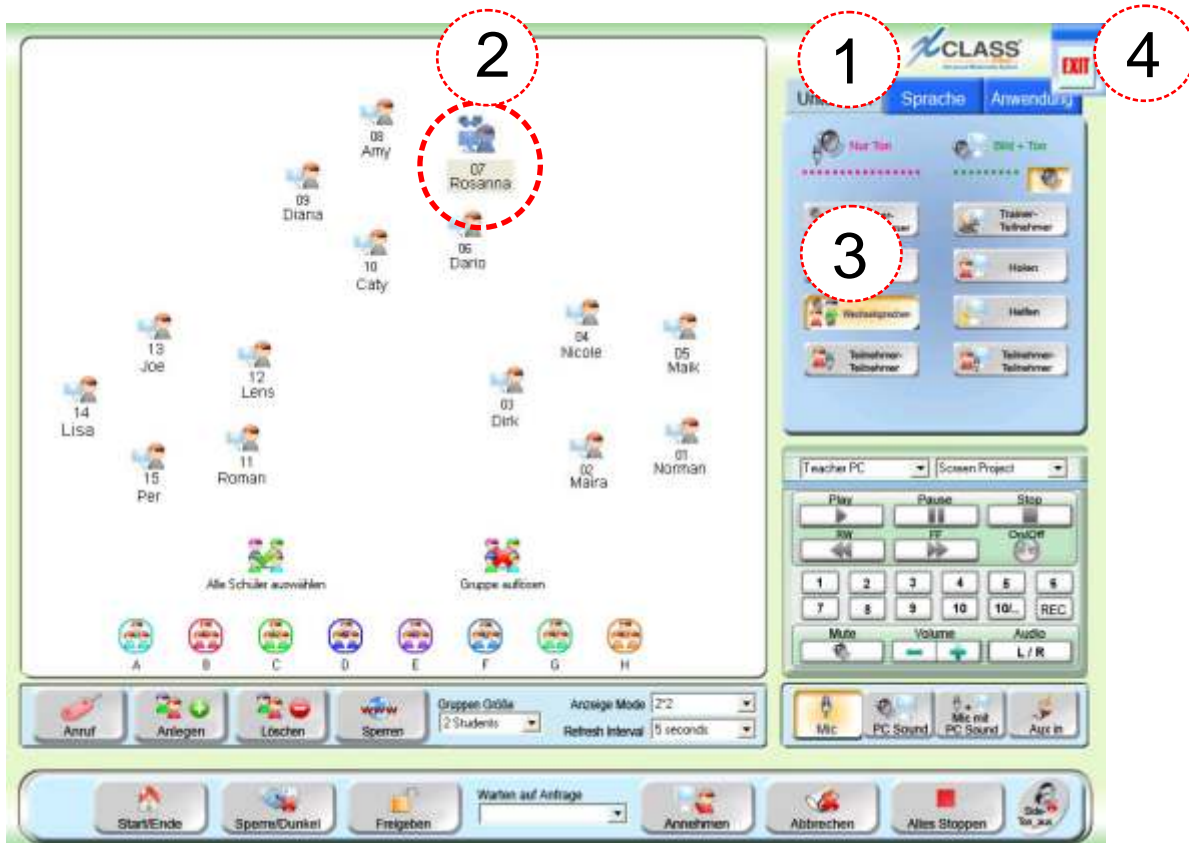 2
1
4
CLASS
EXIT
Sprache
Anwendung
08
Amy
07
Rosanna
Nur Ton
Bild + Ton
09
Diana
06
Dario
10
Caty
3
Trainer-
Teilnehmer
Holen
Wechselsprechen
Helfen
Teilnehmer-
Teilnehmer
Teilnehmer-
Teilnehmer
04
Nicole
05
Maik
13
Joe
12
Lens
03
Dirk
14
Lisa
11
Roman
15
Per
02
Maira
01
Norman
Teacher PC
Screen Project
Play
Pause
Stop
RW
FF
On/Off
1 2 3 4 5 6
7 8 9 10 10/.. REC
Mute
Volume
Audio
L / R
Alle Schüler auswählen
Gruppe auflösen
A B C D E F G H
Anruf
Anlegen
Löschen
Sperren
Gruppen Größe
2 Students
Anzeige Mode
2*2
Refresh Interval
5 seconds
Mic
PC Sound
Mic mit
PC Sound
Aux in
Start/Ende
Sperre/Dunkel
Freigeben
Warten auf Anfrage
Annehmen
Abbrechen
Alles Stoppen